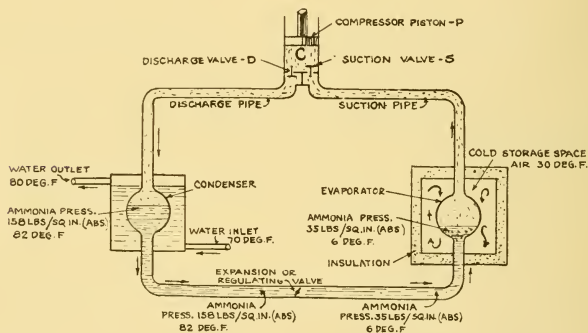 COMPRESSOR PISTON-P
C
DISCHARGE VALVE-D
SUCTION VALVE-S
DISCHARGE PIPE
SUCTION PIPE
WATER OUTLET
80 DEG. F
CONDENSER
AMMONIA PRESS.
158 LBS/SQ.IN.(ABS)
82 DEG.F
WATER INLET
70 DEG.F.
COLD STORAGE SPACE
AIR 30 DEG.F.
EVAPORATOR
AMMONIA PRESS.
35 LBS/SQ.IN.(ABS)
6 DEG.F.
INSULATION
EXPANSION OR
REGULATING VALVE
AMMONIA
PRESS. 158 LBS/SQ.IN.(ABS)
82 DEG.F.
AMMONIA
PRESS. 35 LBS/SQ.IN.(ABS)
6 DEG.F.